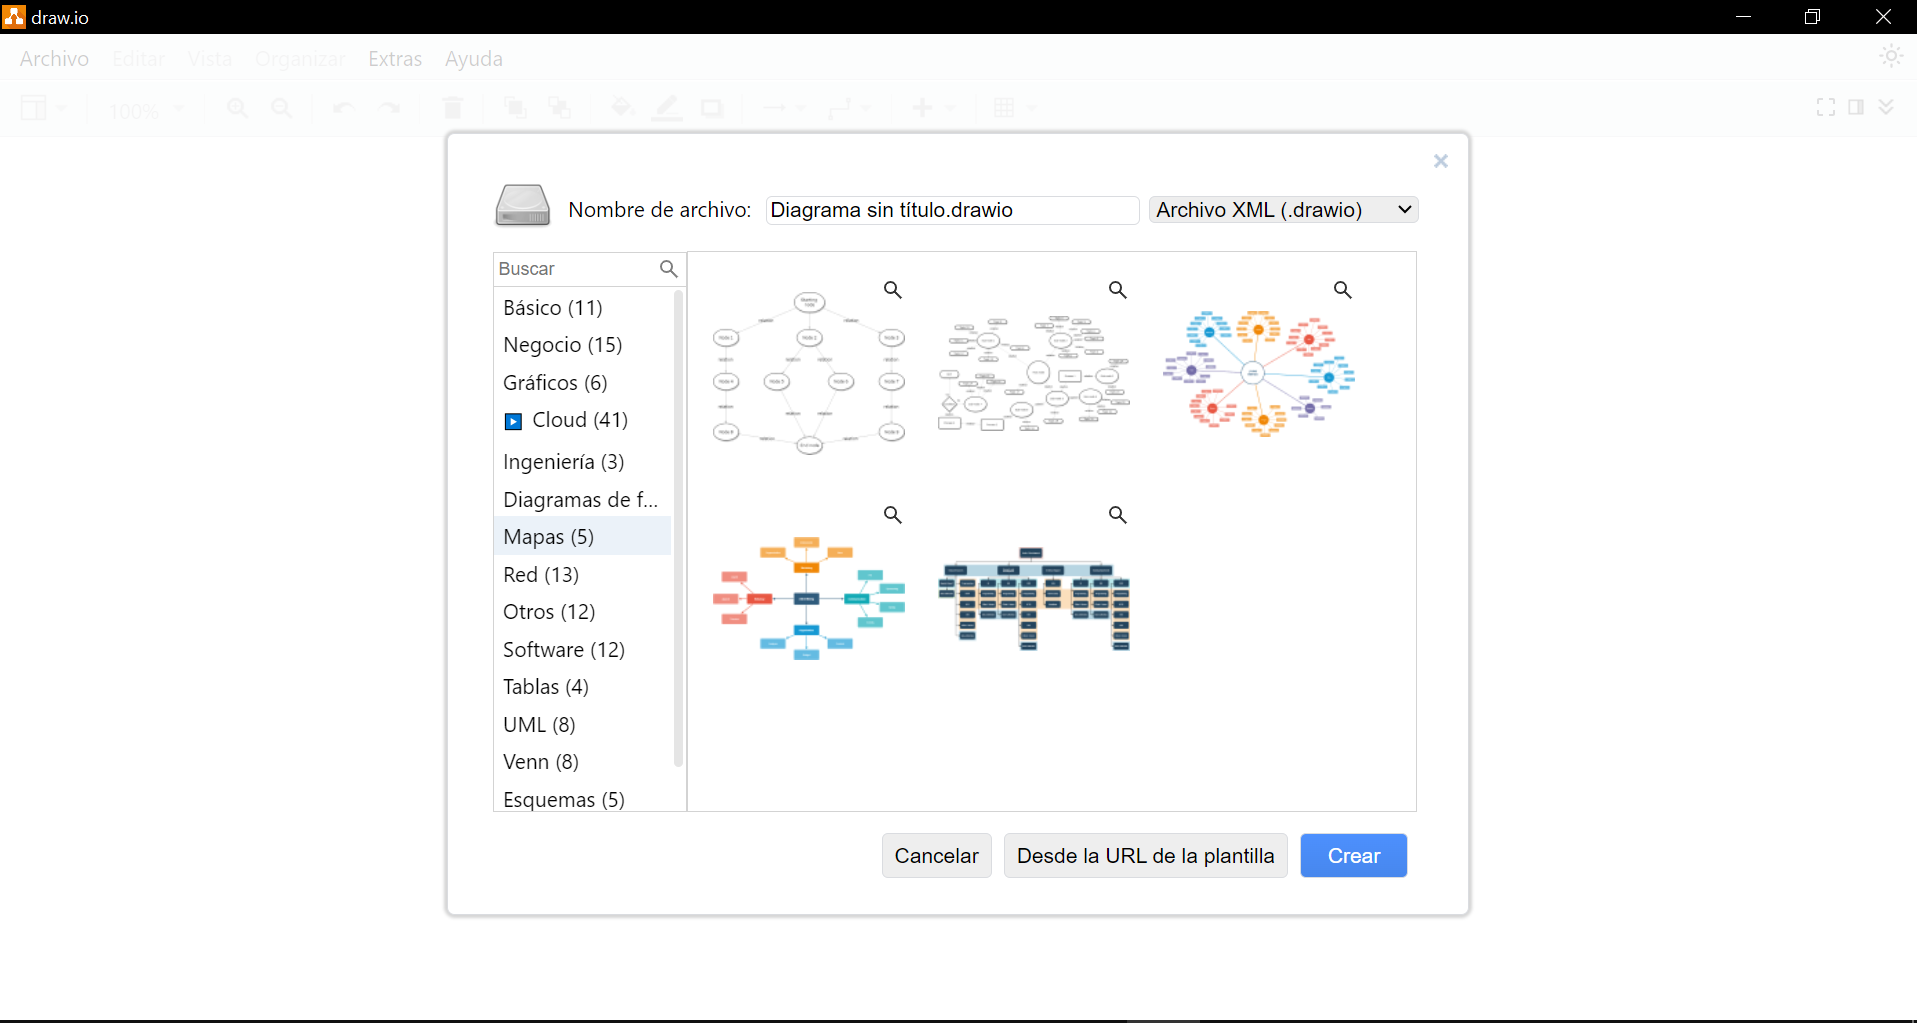 draw.io
Archivo Editar Vista Organizar Extras Ayuda
100%
Nombre de archivo: Diagrama sin título.drawio Archivo XML (.drawio)
Buscar
Básico (11)
Negocio (15)
Gráficos (6)
Cloud (41)
Ingeniería (3)
Diagramas de f...
Mapas (5)
Red (13)
Otros (12)
Software (12)
Tablas (4)
UML (8)
Venn (8)
Esquemas (5)
Cancelar Desde la URL de la plantilla Crear